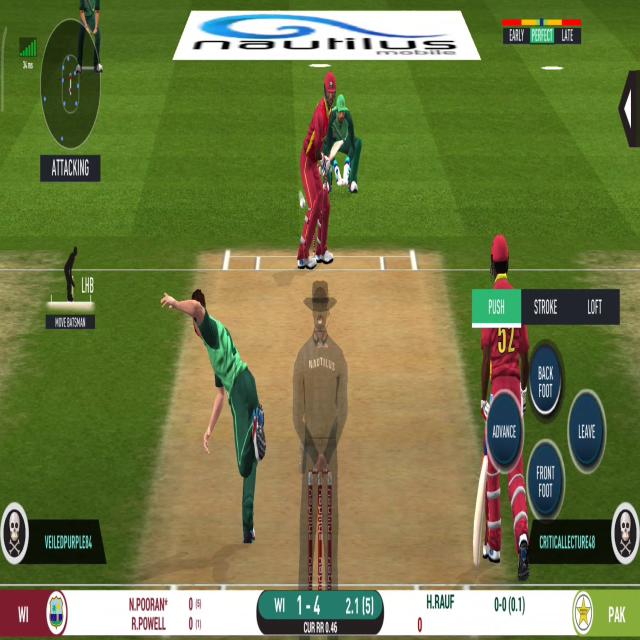 nautilus
mobile
EARLY PERFECT LATE
34 ms
ATTACKING
LHB
MOVE BATSMAN
PUSH STROKE LOFT
NAUTILUS
52
BACK FOOT
ADVANCE
LEAVE
FRONT FOOT
VEILEDPURPLE84
CRITICALLECTURE48
WI
N.POORAN* 0 (5)
R.POWELL 0 (1)
WI 1-4 2.1 (5)
CUR RR 0.46
H.RAUF 0-0 (0.1)
0
PAK